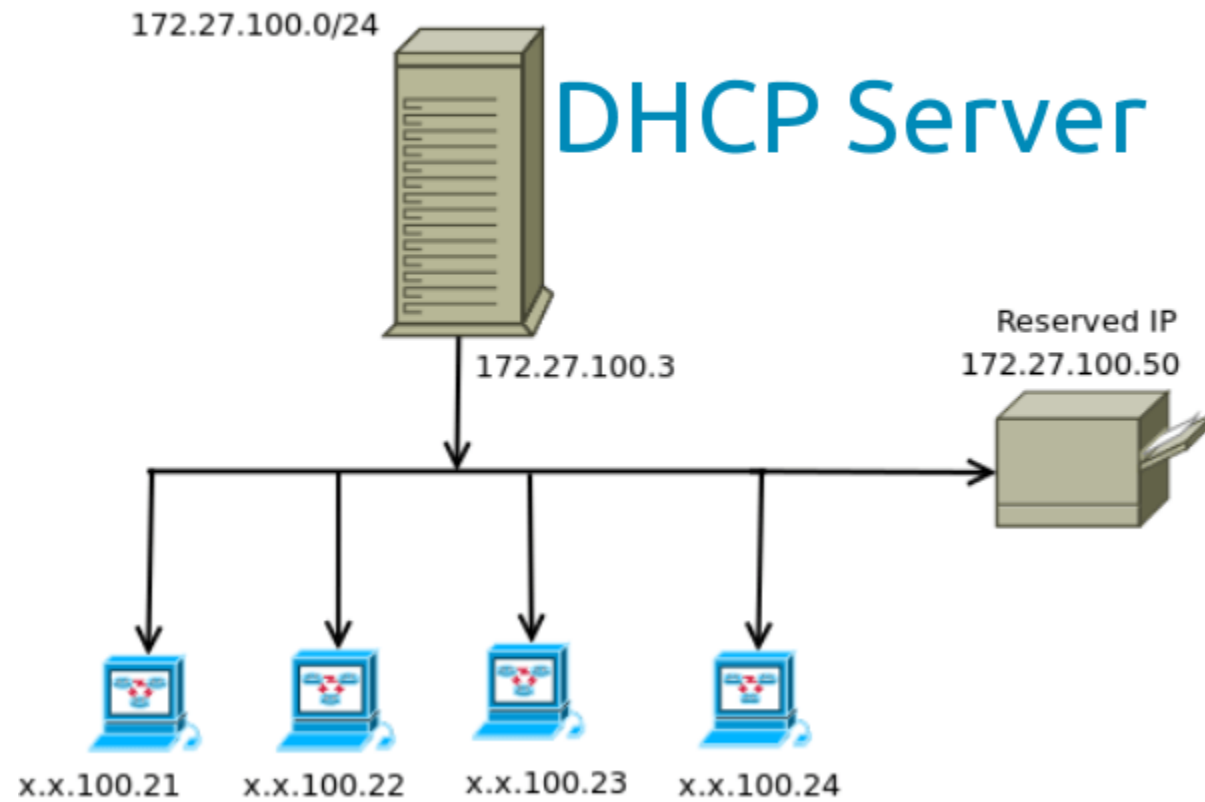 172.27.100.0/24
DHCP Server
Reserved IP
172.27.100.50
172.27.100.3
x.x.100.21
x.x.100.22
x.x.100.23
x.x.100.24